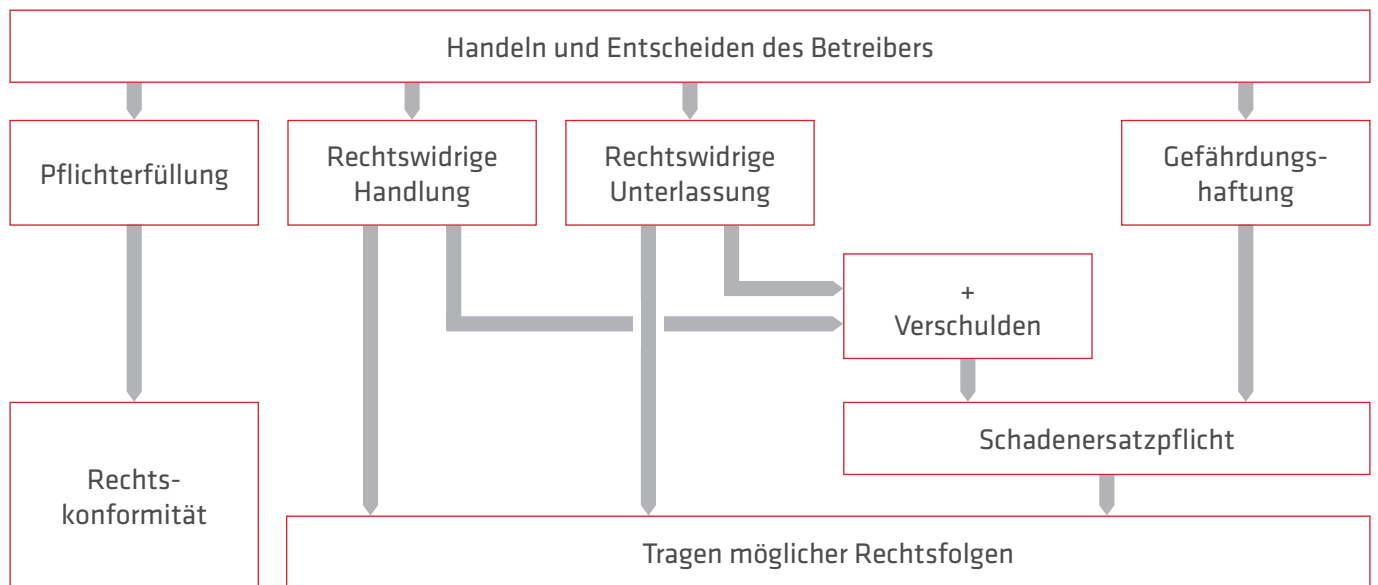 Handeln und Entscheiden des Betreibers
Pflichterfüllung
Rechtswidrige
Handlung
Rechtswidrige
Unterlassung
Gefährdungs-
haftung
+
Verschulden
Schadenersatzpflicht
Rechts-
konformität
Tragen möglicher Rechtsfolgen